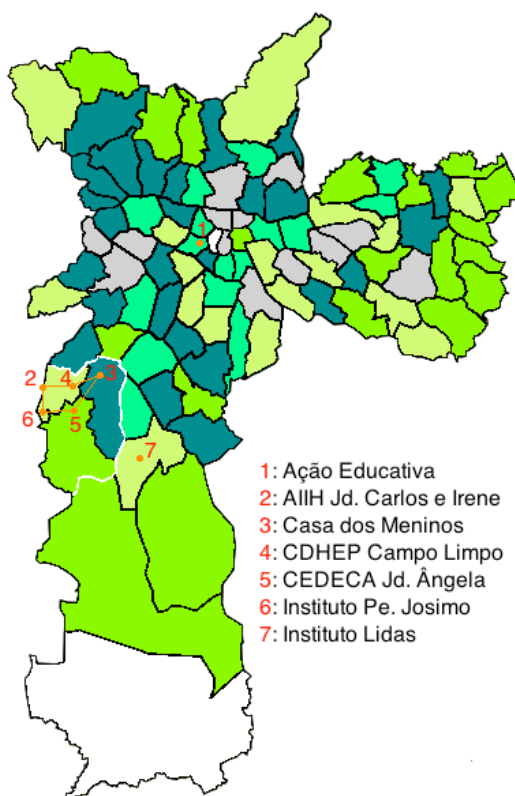 1
2
4
3
6
5
7
1: Ação Educativa
2: AIIH Jd. Carlos e Irene
3: Casa dos Meninos
4: CDHEP Campo Limpo
5: CEDECA Jd. Ângela
6: Instituto Pe. Josimo
7: Instituto Lidas